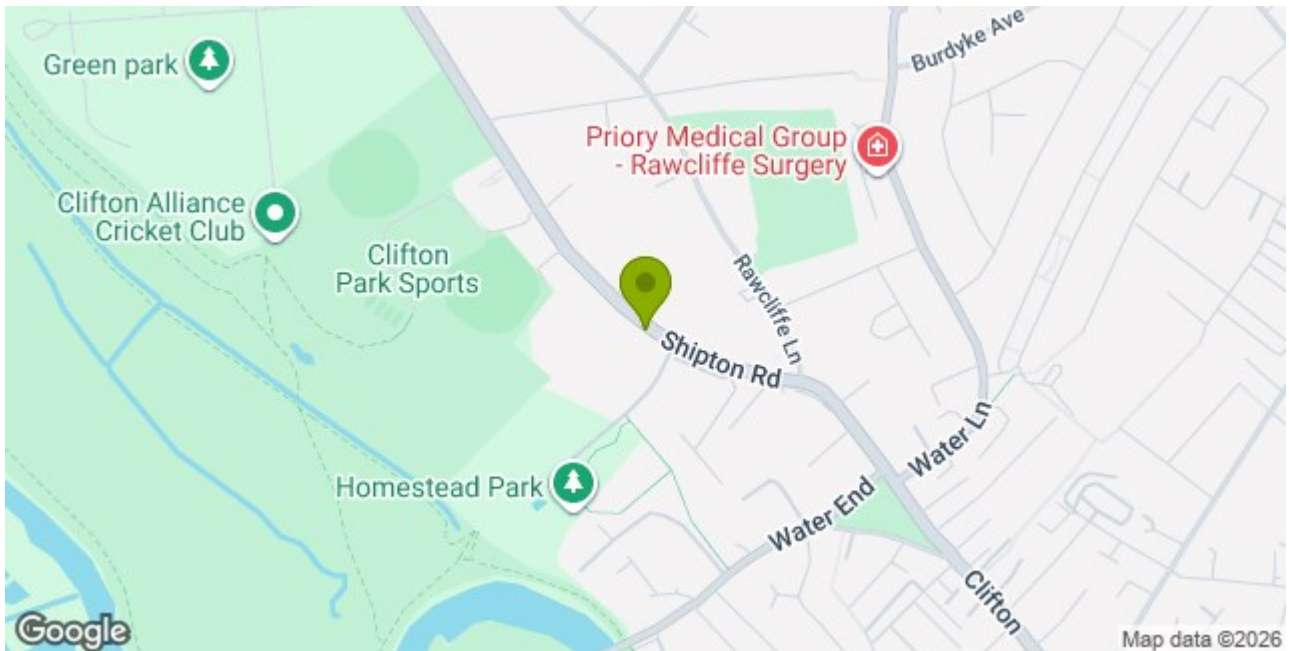 Green park
Burdyke Ave
Priory Medical Group
- Rawcliffe Surgery
Clifton Alliance
Cricket Club
Clifton
Park Sports
Rawcliffe Ln
Shipton Rd
Water Ln
Homestead Park
Water End
Clifton
Google
Map data ©2026